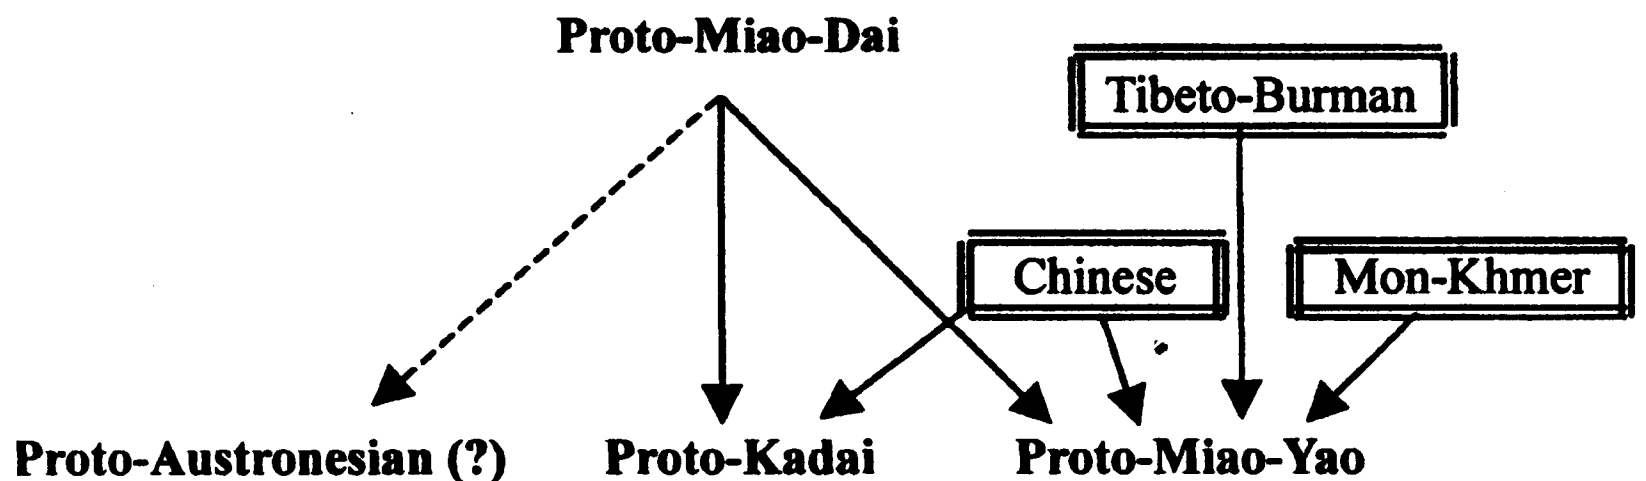 Proto-Miao-Dai
Tibeto-Burman
Chinese
Mon-Khmer
Proto-Austronesian (?)
Proto-Kadai
Proto-Miao-Yao